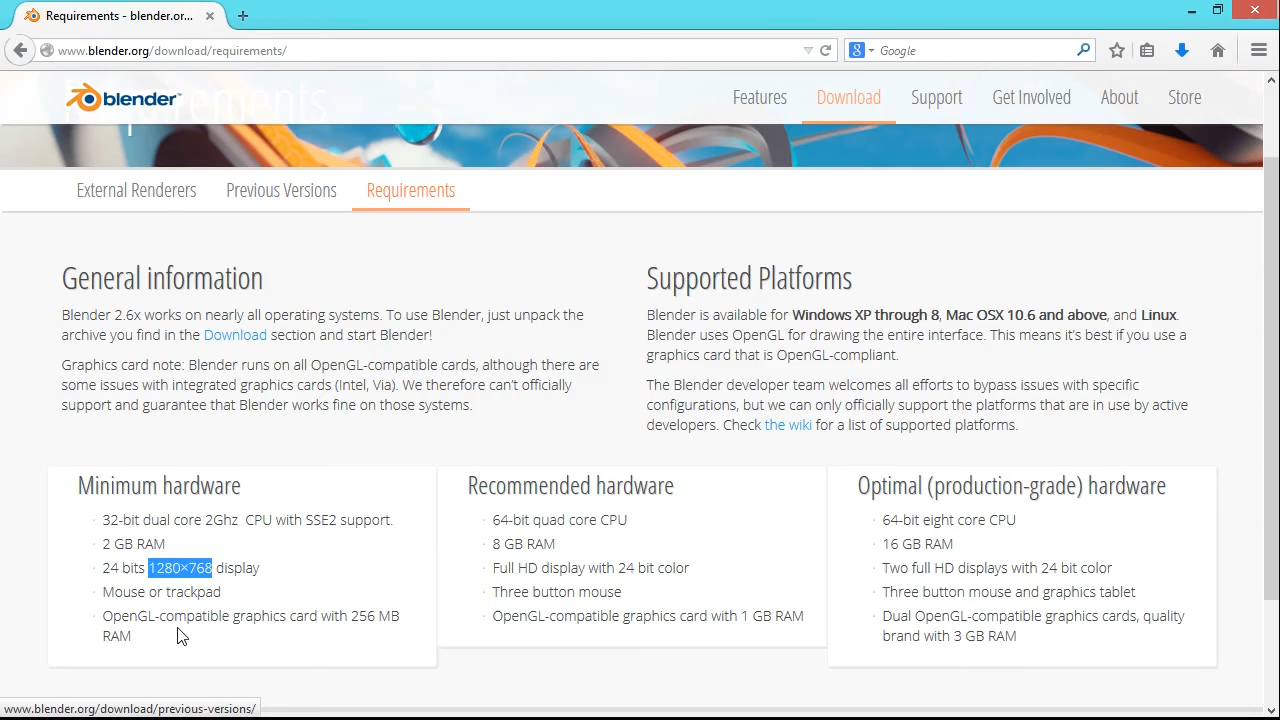 Requirements - blender.or...
www.blender.org/download/requirements/
Google
Requirements
blender
Features
Download
Support
Get Involved
About
Store
External Renderers
Previous Versions
Requirements
General information
Blender 2.6x works on nearly all operating systems. To use Blender, just unpack the
archive you find in the Download section and start Blender!
Graphics card note: Blender runs on all OpenGL-compatible cards, although there are
some issues with integrated graphics cards (Intel, Via). We therefore can’t officially
support and guarantee that Blender works fine on those systems.
Supported Platforms
Blender is available for Windows XP through 8, Mac OSX 10.6 and above, and Linux.
Blender uses OpenGL for drawing the entire interface. This means it’s best if you use a
graphics card that is OpenGL-compliant.
The Blender developer team welcomes all efforts to bypass issues with specific
configurations, but we can only officially support the platforms that are in use by active
developers. Check the wiki for a list of supported platforms.
Minimum hardware
· 32-bit dual core 2Ghz CPU with SSE2 support.
· 2 GB RAM
· 24 bits 1280×768 display
· Mouse or trackpad
· OpenGL-compatible graphics card with 256 MB
RAM
Recommended hardware
· 64-bit quad core CPU
· 8 GB RAM
· Full HD display with 24 bit color
· Three button mouse
· OpenGL-compatible graphics card with 1 GB RAM
Optimal (production-grade) hardware
· 64-bit eight core CPU
· 16 GB RAM
· Two full HD displays with 24 bit color
· Three button mouse and graphics tablet
· Dual OpenGL-compatible graphics cards, quality
brand with 3 GB RAM
www.blender.org/download/previous-versions/